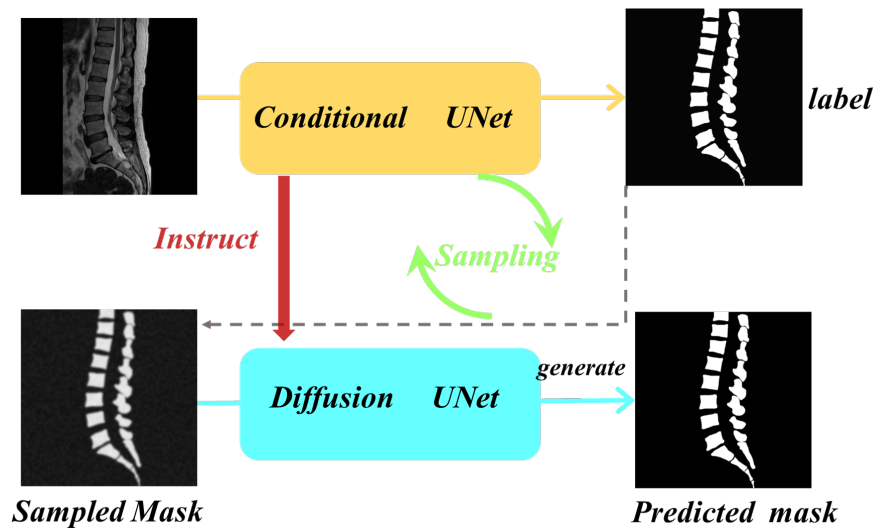 Conditional UNet
label
Instruct
Sampling
generate
Diffusion UNet
Sampled Mask
Predicted mask